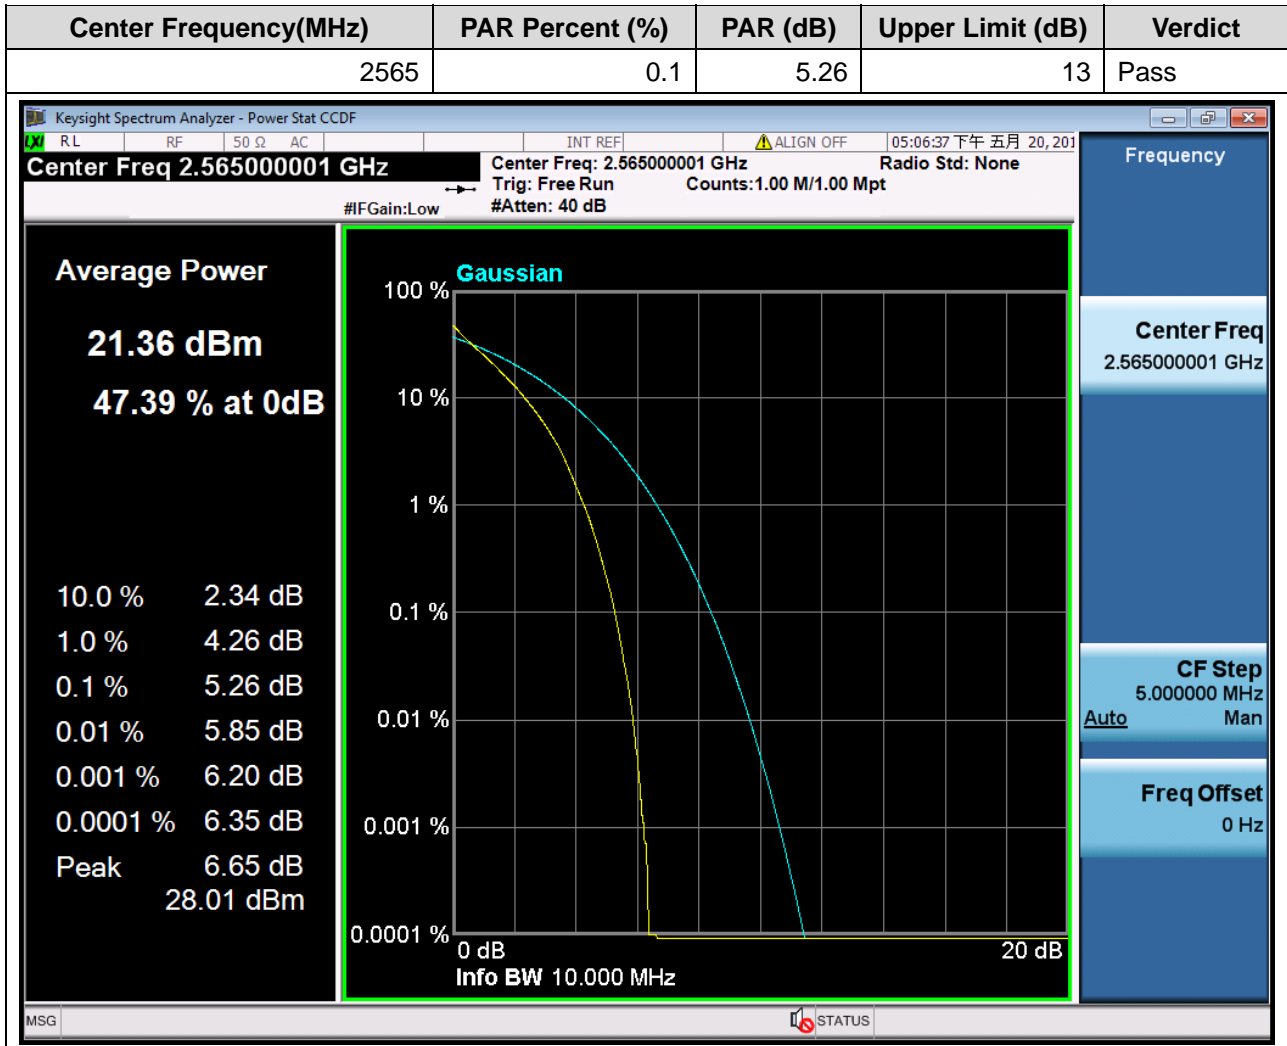 Center Frequency(MHz) PAR Percent (%) PAR (dB) Upper Limit (dB) Verdict
2565 0.1 5.26 13 Pass
Keysight Spectrum Analyzer - Power Stat CCDF
LXI RL RF 50 Ω AC INT REF ALIGN OFF 05:06:37 下午 五月 20, 201
Center Freq 2.565000001 GHz
Center Freq: 2.565000001 GHz Radio Std: None
Trig: Free Run Counts:1.00 M/1.00 Mpt
#IFGain:Low #Atten: 40 dB
Average Power
21.36 dBm
47.39 % at 0dB
10.0 % 2.34 dB
1.0 % 4.26 dB
0.1 % 5.26 dB
0.01 % 5.85 dB
0.001 % 6.20 dB
0.0001 % 6.35 dB
Peak 6.65 dB
28.01 dBm
Gaussian
100 %
10 %
1 %
0.1 %
0.01 %
0.001 %
0.0001 %
0 dB 20 dB
Info BW 10.000 MHz
Frequency
Center Freq
2.565000001 GHz
CF Step
5.000000 MHz
Auto Man
Freq Offset
0 Hz
MSG STATUS